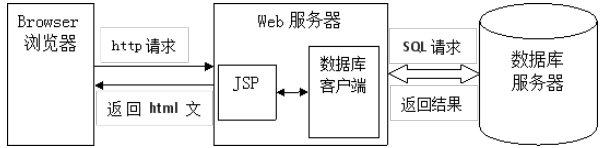 Browser
浏览器
http 请求
返回 html 文
Web 服务器
JSP
数据库
客户端
SQL 请求
返回结果
数据库
服务器